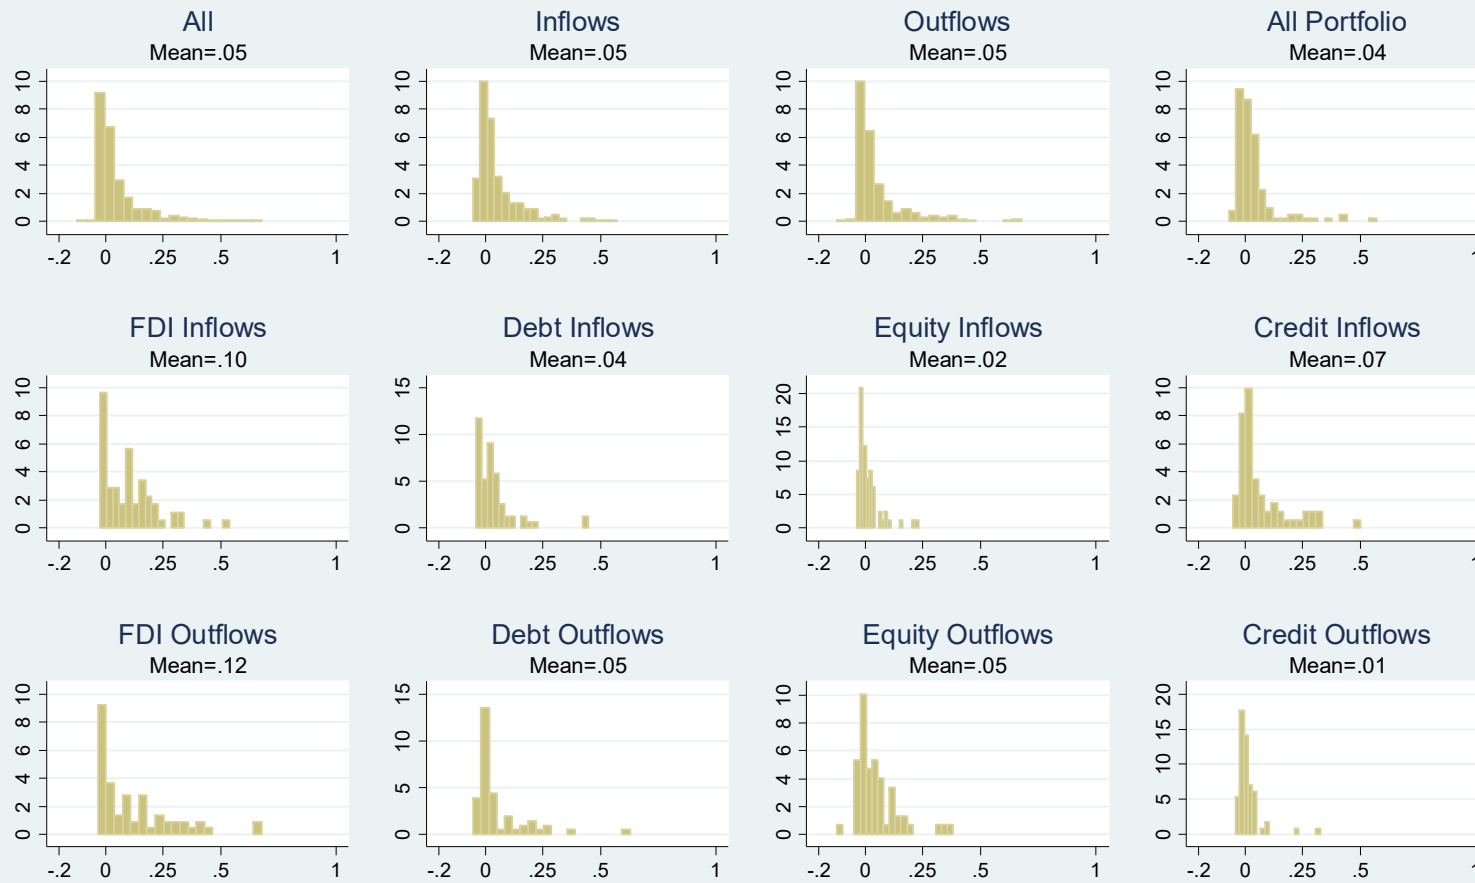 All Inflows Outflows All Portfolio
Mean=.05 Mean=.05 Mean=.05 Mean=.04
10 10 10 10
8 8 8 8
6 6 6 6
4 4 4 4
2 2 2 2
0 0 0 0
-.2 0 .25 .5 1 -.2 0 .25 .5 1 -.2 0 .25 .5 1 -.2 0 .25 .5
FDI Inflows Debt Inflows Equity Inflows Credit Inflows
Mean=.10 Mean=.04 Mean=.02 Mean=.07
10 15 20 10
8 10 15 8
6 5 10 6
4 0 5 4
2 0 2
0 0
-.2 0 .25 .5 1 -.2 0 .25 .5 1 -.2 0 .25 .5 1 -.2 0 .25 .5
FDI Outflows Debt Outflows Equity Outflows Credit Outflows
Mean=.12 Mean=.05 Mean=.05 Mean=.01
10 15 10 20
8 10 8 15
6 5 6 10
4 0 4 5
2 2 0
0 0
-.2 0 .25 .5 1 -.2 0 .25 .5 1 -.2 0 .25 .5 1 -.2 0 .25 .5